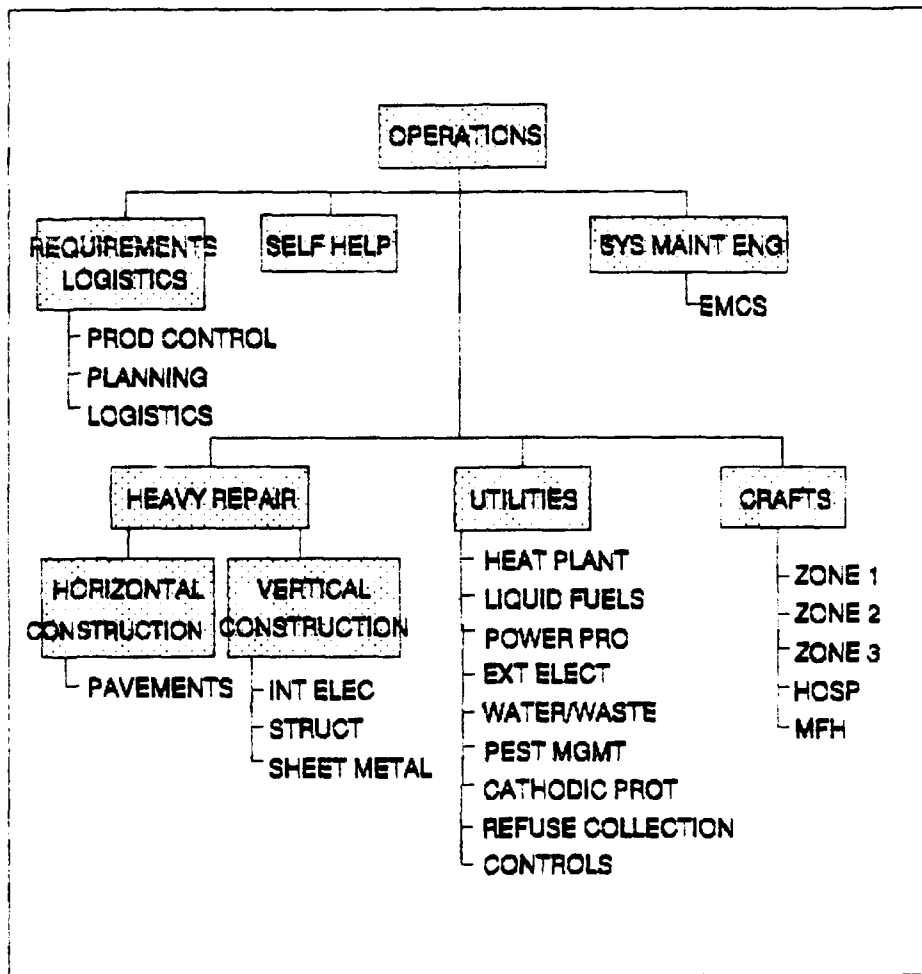 OPERATIONS
REQUIREMENTS
LOGISTICS
SELF HELP
SYS MAINT ENG
EMCS
PROD CONTROL
PLANNING
LOGISTICS
HEAVY REPAIR
UTILITIES
CRAFTS
HORIZONTAL
CONSTRUCTION
VERTICAL
CONSTRUCTION
PAVEMENTS
INT ELEC
STRUCT
SHEET METAL
HEAT PLANT
LIQUID FUELS
POWER PRO
EXT ELECT
WATER/WASTE
PEST MGMT
CATHODIC PROT
REFUSE COLLECTION
CONTROLS
ZONE 1
ZONE 2
ZONE 3
HOSP
MFH